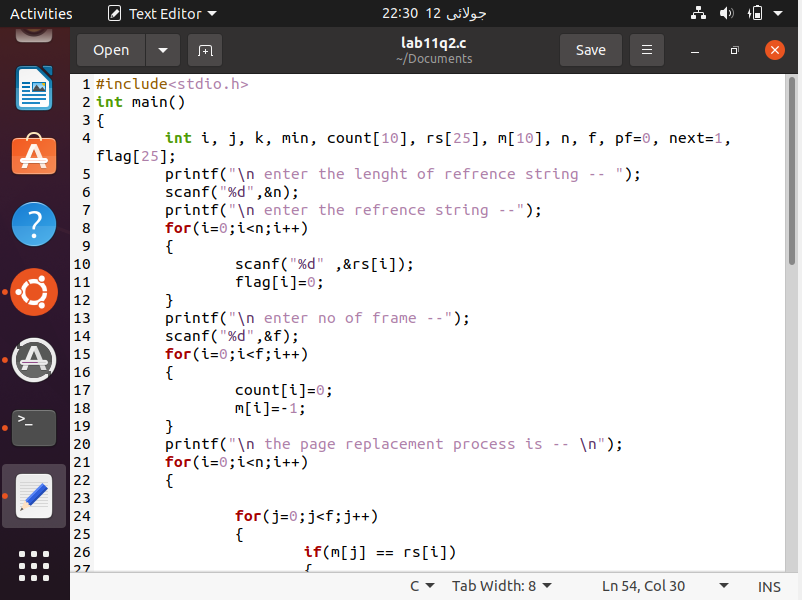 Activities
Text Editor
22:30 12 جولائی
Open
lab11q2.c
~/Documents
Save
1 #include<stdio.h>
2 int main()
3 {
4 int i, j, k, min, count[10], rs[25], m[10], n, f, pf=0, next=1,
flag[25];
5 printf("\n enter the lenght of refrence string -- ");
6 scanf("%d",&n);
7 printf("\n enter the refrence string --");
8 for(i=0;i<n;i++)
9 {
10 scanf("%d" ,&rs[i]);
11 flag[i]=0;
12 }
13 printf("\n enter no of frame --");
14 scanf("%d",&f);
15 for(i=0;i<f;i++)
16 {
17 count[i]=0;
18 m[i]=-1;
19 }
20 printf("\n the page replacement process is -- \n");
21 for(i=0;i<n;i++)
22 {
23
24 for(j=0;j<f;j++)
25 {
26 if(m[j] == rs[i])
27 {
C
Tab Width: 8
Ln 54, Col 30
INS